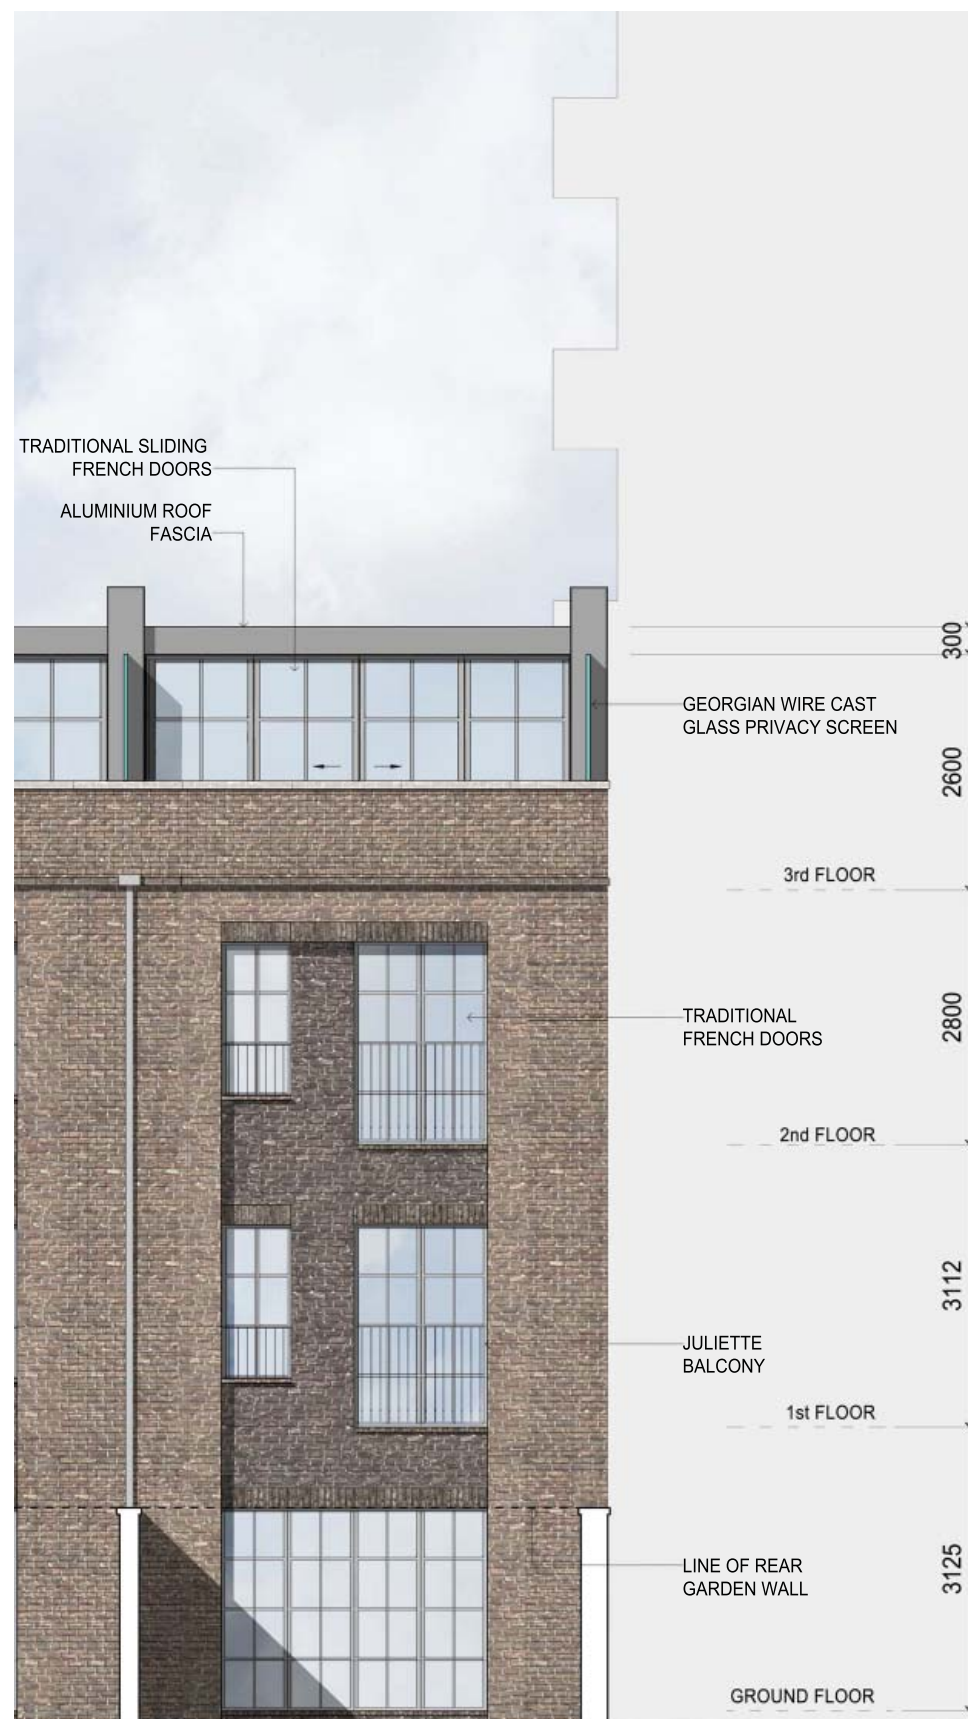 TRADITIONAL SLIDING
FRENCH DOORS
ALUMINIUM ROOF
FASCIA
300
GEORGIAN WIRE CAST
GLASS PRIVACY SCREEN
2600
3rd FLOOR
TRADITIONAL
FRENCH DOORS
2800
2nd FLOOR
3112
JULIETTE
BALCONY
1st FLOOR
LINE OF REAR
GARDEN WALL
3125
GROUND FLOOR